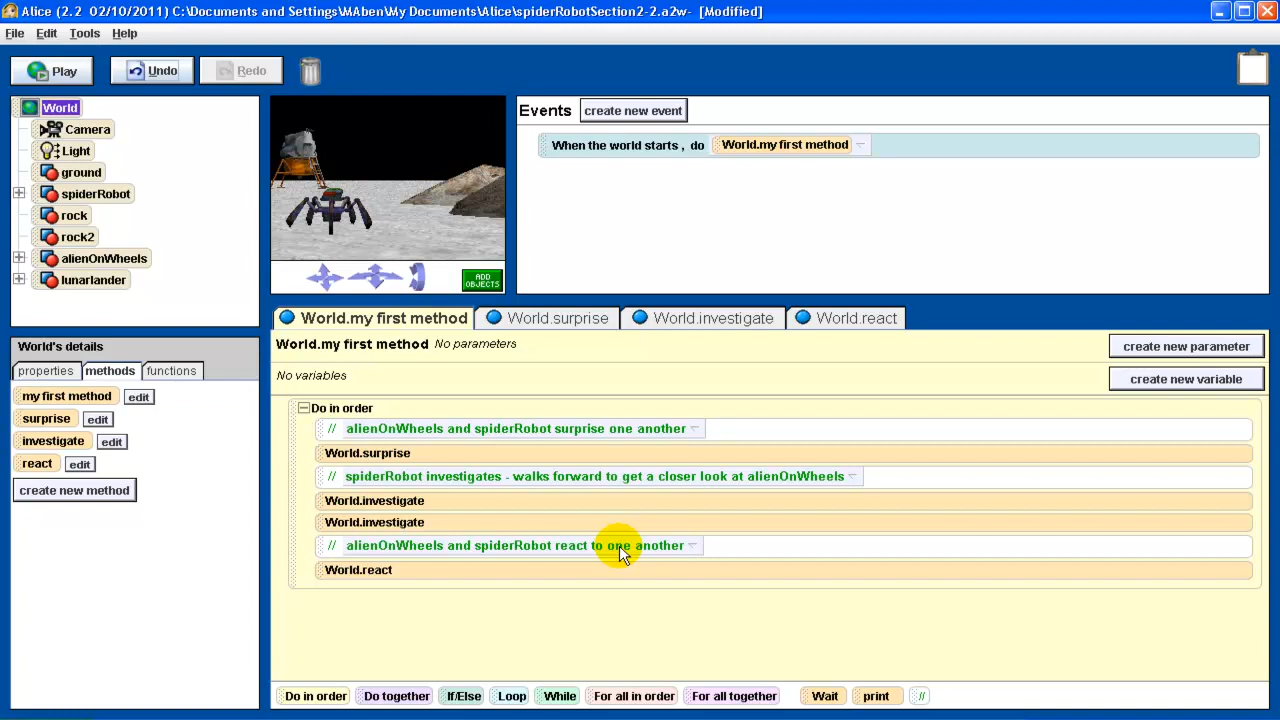 Alice (2.2  02/10/2011) C:\Documents and Settings\MAben\My Documents\Alice\spiderRobotSection2-2.a2w-  [Modified]
File Edit Tools Help
Play Undo Redo
World
Camera
Light
ground
spiderRobot
rock
rock2
alienOnWheels
lunarlander
ADD
OBJECTS
Events create new event
When the world starts ,  do World.my first method
World's details
properties methods functions
my first method edit
surprise edit
investigate edit
react edit
create new method
World.my first method World.surprise World.investigate World.react
World.my first method No parameters create new parameter
No variables create new variable
Do in order
// alienOnWheels and spiderRobot surprise one another
World.surprise
// spiderRobot investigates - walks forward to get a closer look at alienOnWheels
World.investigate
World.investigate
// alienOnWheels and spiderRobot react to one another
World.react
Do in order Do together If/Else Loop While For all in order For all together Wait print //